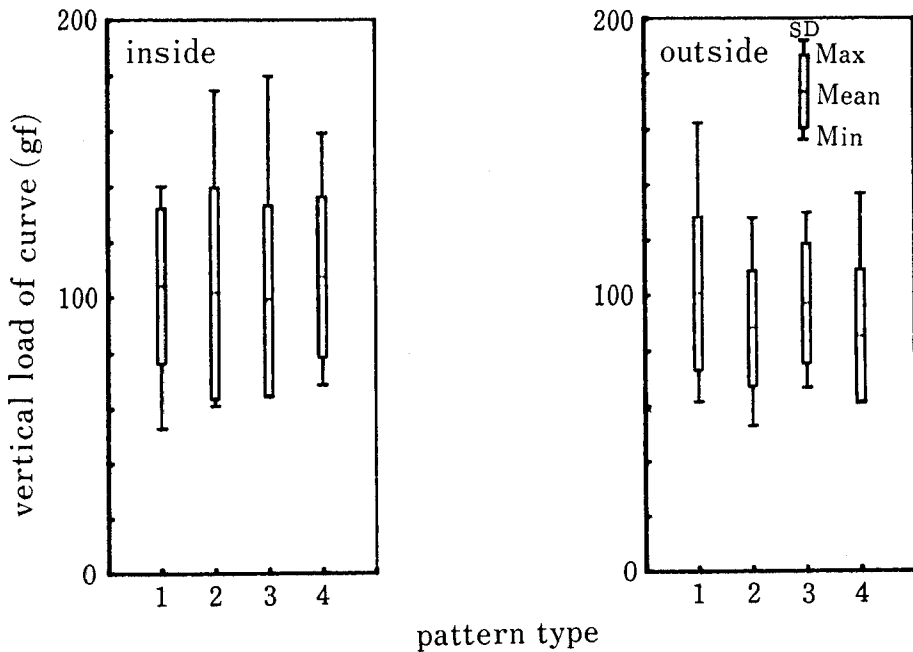 vertical load of curve (gf)
200
100
0
inside
1 2 3 4
200
100
0
outside
SD
Max
Mean
Min
1 2 3 4
pattern type